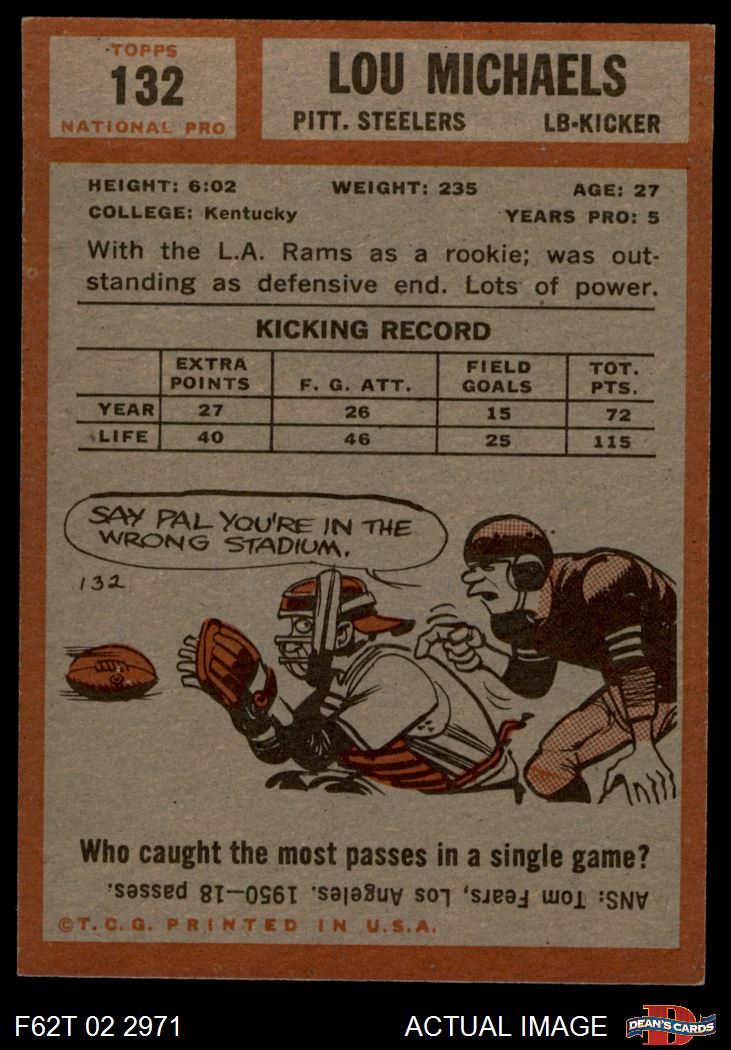 TOPPS
132
NATIONAL PRO
LOU MICHAELS
PITT. STEELERS LB-KICKER
HEIGHT: 6:02 WEIGHT: 235 AGE: 27
COLLEGE: Kentucky YEARS PRO: 5
With the L.A. Rams as a rookie; was out-
standing as defensive end. Lots of power.
KICKING RECORD
EXTRA POINTS F. G. ATT. FIELD GOALS TOT. PTS.
YEAR 27 26 15 72
LIFE 40 46 25 115
SAY PAL YOU'RE IN THE
WRONG STADIUM.
132
Who caught the most passes in a single game?
ANS: Tom Fears, Los Angeles. 1950—18 passes.
©T.C.G. PRINTED IN U.S.A.
F62T 02 2971 ACTUAL IMAGE
D
DEAN'S CARDS